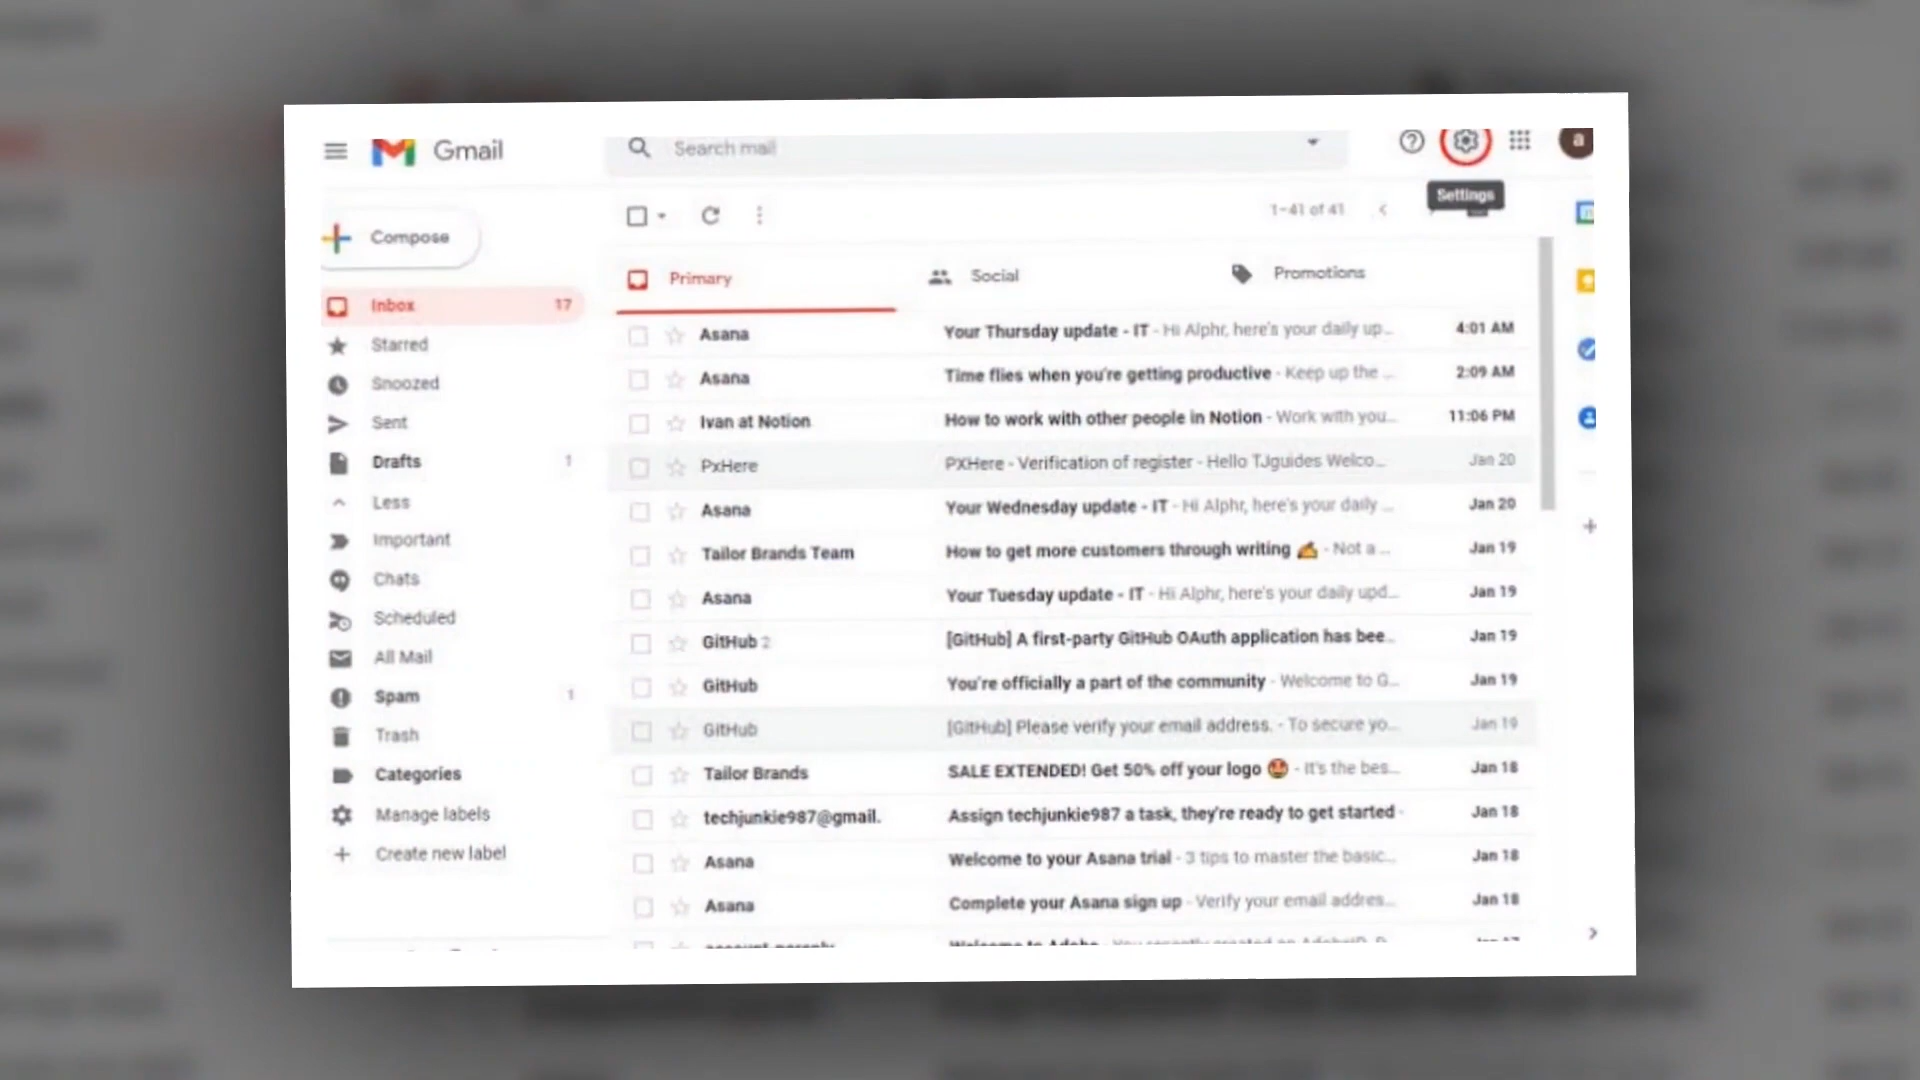 Gmail
Search mail
a
Settings
Compose
1-41 of 41
Primary
Social
Promotions
Inbox 17
Starred
Snoozed
Sent
Drafts 1
Less
Important
Chats
Scheduled
All Mail
Spam 1
Trash
Categories
Manage labels
Create new label
Asana Your Thursday update - IT - Hi Alphr, here's your daily up... 4:01 AM
Asana Time flies when you're getting productive - Keep up the ... 2:09 AM
Ivan at Notion How to work with other people in Notion - Work with you... 11:06 PM
PxHere PXHere - Verification of register - Hello TJguides Welco... Jan 20
Asana Your Wednesday update - IT - Hi Alphr, here's your daily ... Jan 20
Tailor Brands Team How to get more customers through writing ✍ - Not a ... Jan 19
Asana Your Tuesday update - IT - Hi Alphr, here's your daily upd... Jan 19
GitHub 2 [GitHub] A first-party GitHub OAuth application has bee... Jan 19
GitHub You're officially a part of the community - Welcome to G... Jan 19
GitHub [GitHub] Please verify your email address. - To secure yo... Jan 19
Tailor Brands SALE EXTENDED! Get 50% off your logo 🤩 - It's the bes... Jan 18
techjunkie987@gmail. Assign techjunkie987 a task, they're ready to get started - Jan 18
Asana Welcome to your Asana trial - 3 tips to master the basic... Jan 18
Asana Complete your Asana sign up - Verify your email addres... Jan 18
Welcome to Adobe